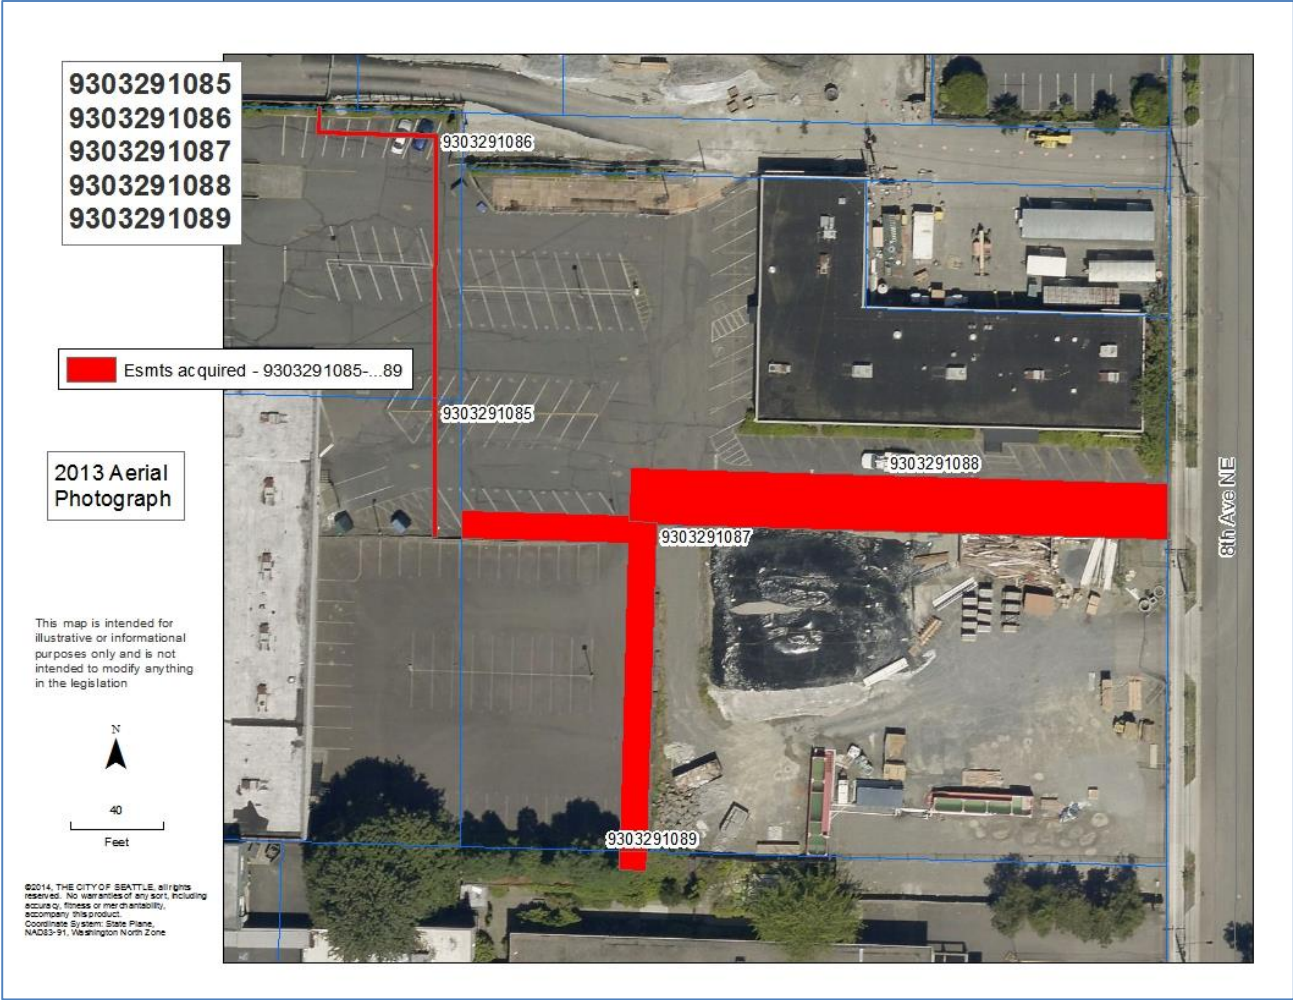 9303291085
9303291086
9303291087
9303291088
9303291089
9303291086
Esmts acquired - 9303291085-...89
9303291085
2013 Aerial
Photograph
9303291088
8th Ave NE
9303291087
This map is intended for
illustrative or informational
purposes only and is not
intended to modify anything
in the legislation
N
40
Feet
9303291089
©2014, THE CITY OF SEATTLE, all rights
reserved. No warranties of any sort, including
accuracy, fitness or merchantability,
accompany this product.
Coordinate System: State Plane,
NAD83-91, Washington North Zone